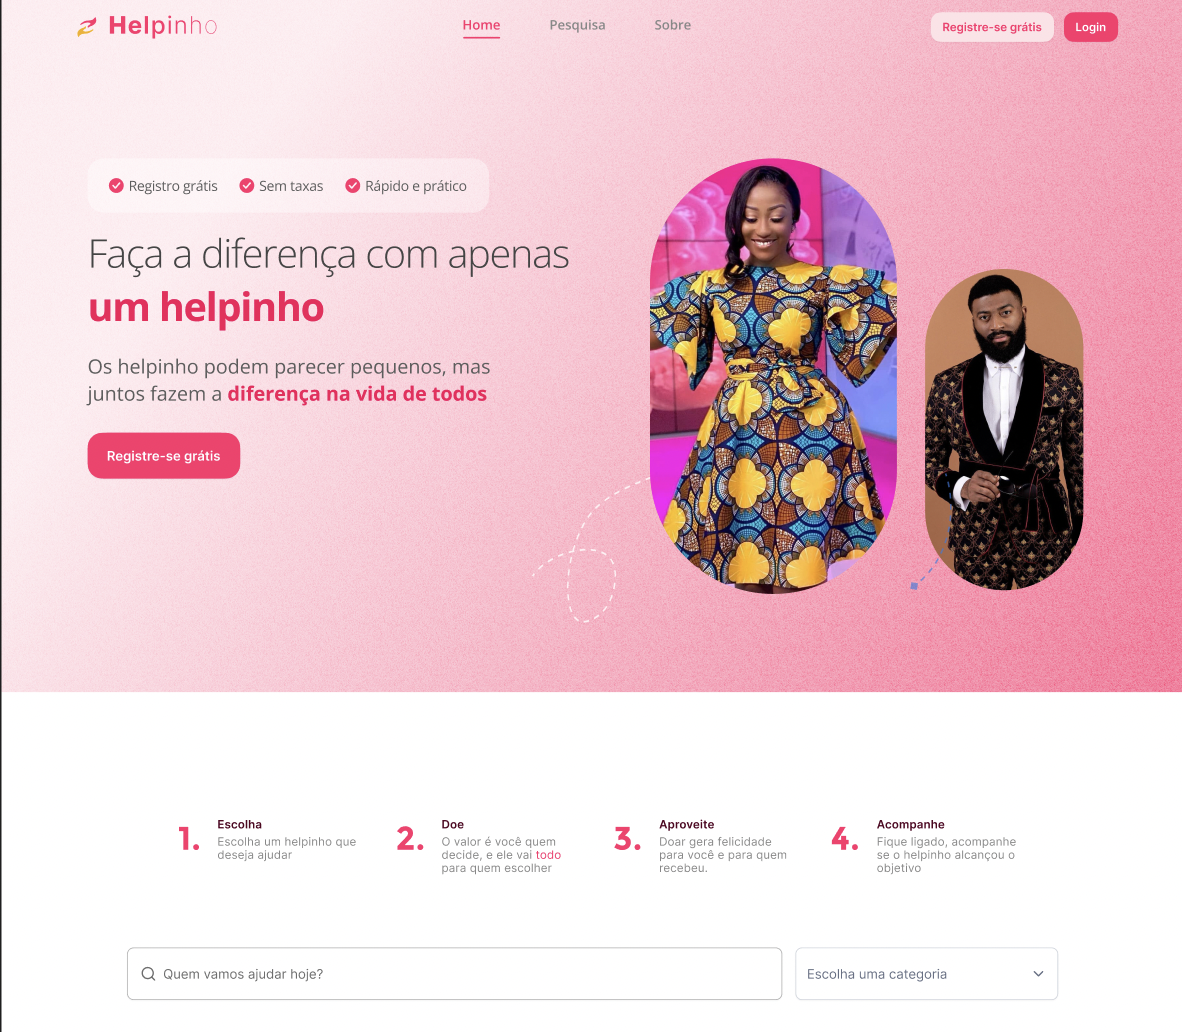 Helpinho
Home
Pesquisa
Sobre
Registre-se grátis
Login
Registro grátis
Sem taxas
Rápido e prático
Faça a diferença com apenas
um helpinho
Os helpinho podem parecer pequenos, mas
juntos fazem a diferença na vida de todos
Registre-se grátis
1.
Escolha
Escolha um helpinho que
deseja ajudar
2.
Doe
O valor é você quem
decide, e ele vai todo
para quem escolher
3.
Aproveite
Doar gera felicidade
para você e para quem
recebeu.
4.
Acompanhe
Fique ligado, acompanhe
se o helpinho alcançou o
objetivo
Quem vamos ajudar hoje?
Escolha uma categoria